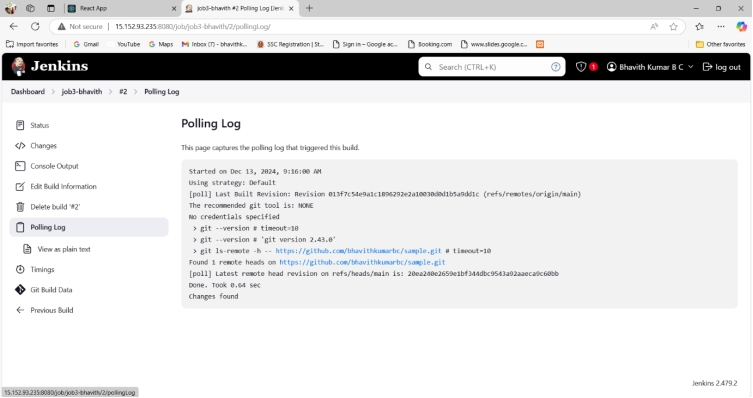 React App
job3-bhavith #2 Polling Log [Jenk
Not secure
15.152.93.235:8080/job/job3-bhavith/2/pollingLog/
Import favorites
Gmail
YouTube
Maps
Inbox (7) - bhavithk...
SSC Registration | St...
Sign in – Google ac...
Booking.com
www.slides.google.c...
Other favorites
Jenkins
Search (CTRL+K)
1
Bhavith Kumar B C
log out
Dashboard > job3-bhavith > #2 > Polling Log
Status
Changes
Console Output
Edit Build Information
Delete build '#2'
Polling Log
View as plain text
Timings
Git Build Data
Previous Build
Polling Log
This page captures the polling log that triggered this build.
Started on Dec 13, 2024, 9:16:00 AM
Using strategy: Default
[poll] Last Built Revision: Revision 013f7c54e9a1c1896292e2a10030d0d1b5a9dd1c (refs/remotes/origin/main)
The recommended git tool is: NONE
No credentials specified
> git --version # timeout=10
> git --version # 'git version 2.43.0'
> git ls-remote -h -- https://github.com/bhavithkumarbc/sample.git # timeout=10
Found 1 remote heads on https://github.com/bhavithkumarbc/sample.git
[poll] Latest remote head revision on refs/heads/main is: 20ea240e2659e1bf344dbc9543a92aaeca9c60bb
Done. Took 0.64 sec
Changes found
Jenkins 2.479.2
15.152.93.235:8080/job/job3-bhavith/2/pollingLog